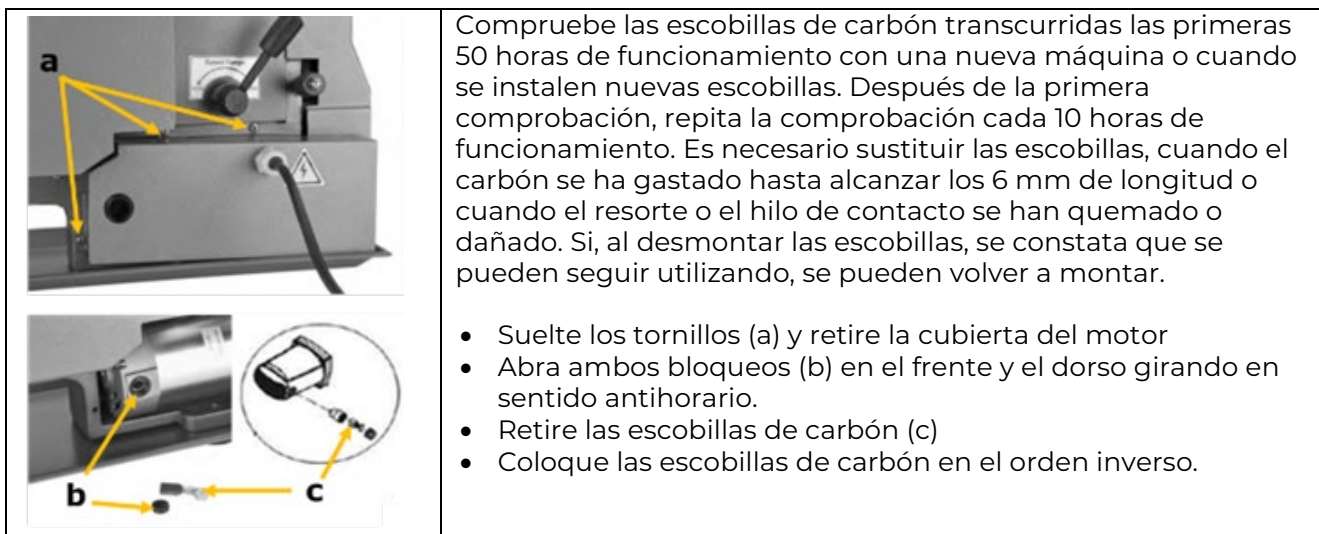 a
b
c
Compruebe las escobillas de carbón transcurridas las primeras
50 horas de funcionamiento con una nueva máquina o cuando
se instalen nuevas escobillas. Después de la primera
comprobación, repita la comprobación cada 10 horas de
funcionamiento. Es necesario sustituir las escobillas, cuando el
carbón se ha gastado hasta alcanzar los 6 mm de longitud o
cuando el resorte o el hilo de contacto se han quemado o
dañado. Si, al desmontar las escobillas, se constata que se
pueden seguir utilizando, se pueden volver a montar.
• Suelte los tornillos (a) y retire la cubierta del motor
• Abra ambos bloqueos (b) en el frente y el dorso girando en
sentido antihorario.
• Retire las escobillas de carbón (c)
• Coloque las escobillas de carbón en el orden inverso.